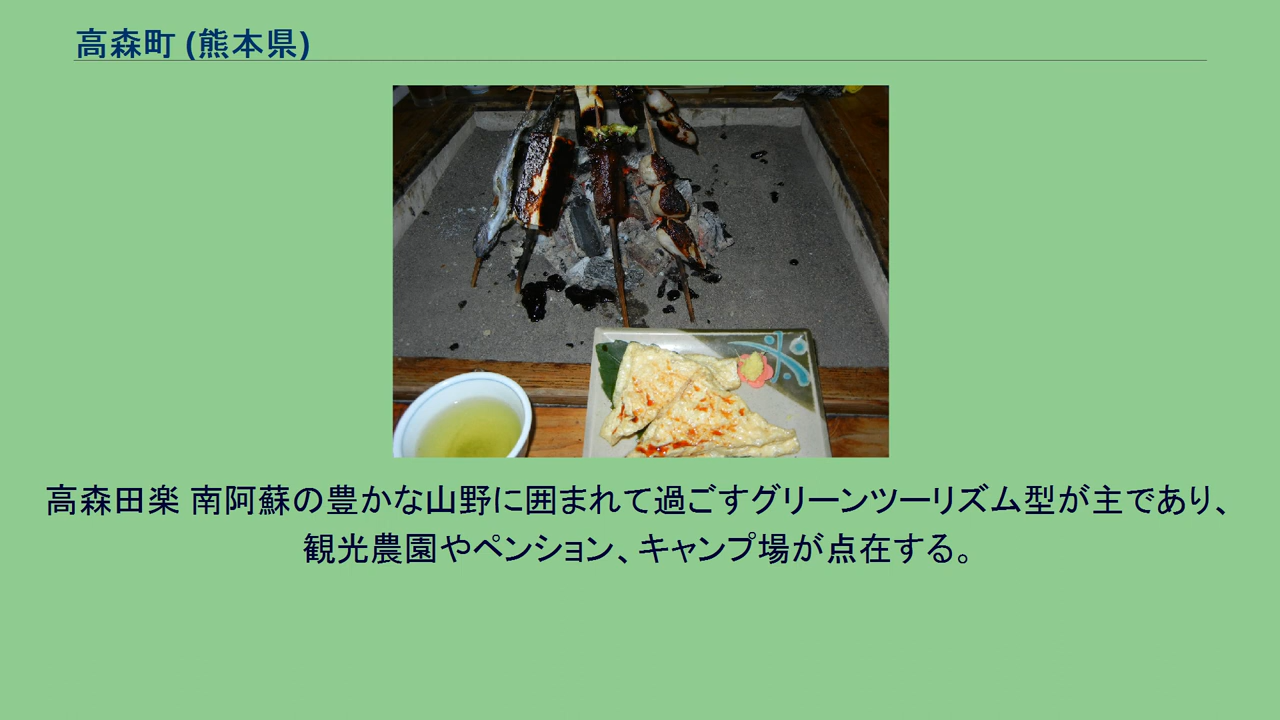 高森町 (熊本県)
高森田楽 南阿蘇の豊かな山野に囲まれて過ごすグリーンツーリズム型が主であり、
観光農園やペンション、キャンプ場が点在する。